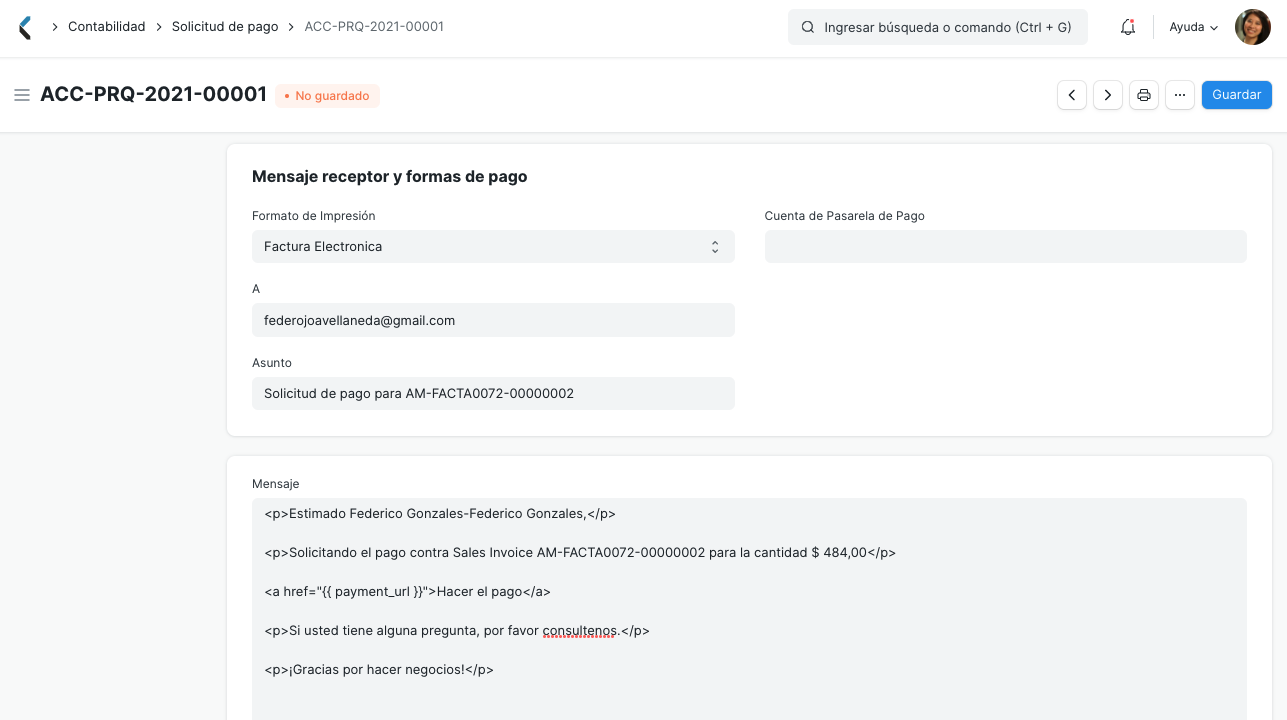 Contabilidad
Solicitud de pago
ACC-PRQ-2021-00001
Ingresar búsqueda o comando (Ctrl + G)
Ayuda
ACC-PRQ-2021-00001
No guardado
Guardar
Mensaje receptor y formas de pago
Formato de Impresión
Factura Electronica
Cuenta de Pasarela de Pago
A
federojoavellaneda@gmail.com
Asunto
Solicitud de pago para AM-FACTA0072-00000002
Mensaje
<p>Estimado Federico Gonzales-Federico Gonzales,</p>
<p>Solicitando el pago contra Sales Invoice AM-FACTA0072-00000002 para la cantidad $ 484,00</p>
<a href="{{ payment_url }}">Hacer el pago</a>
<p>Si usted tiene alguna pregunta, por favor consultenos.</p>
<p>¡Gracias por hacer negocios!</p>